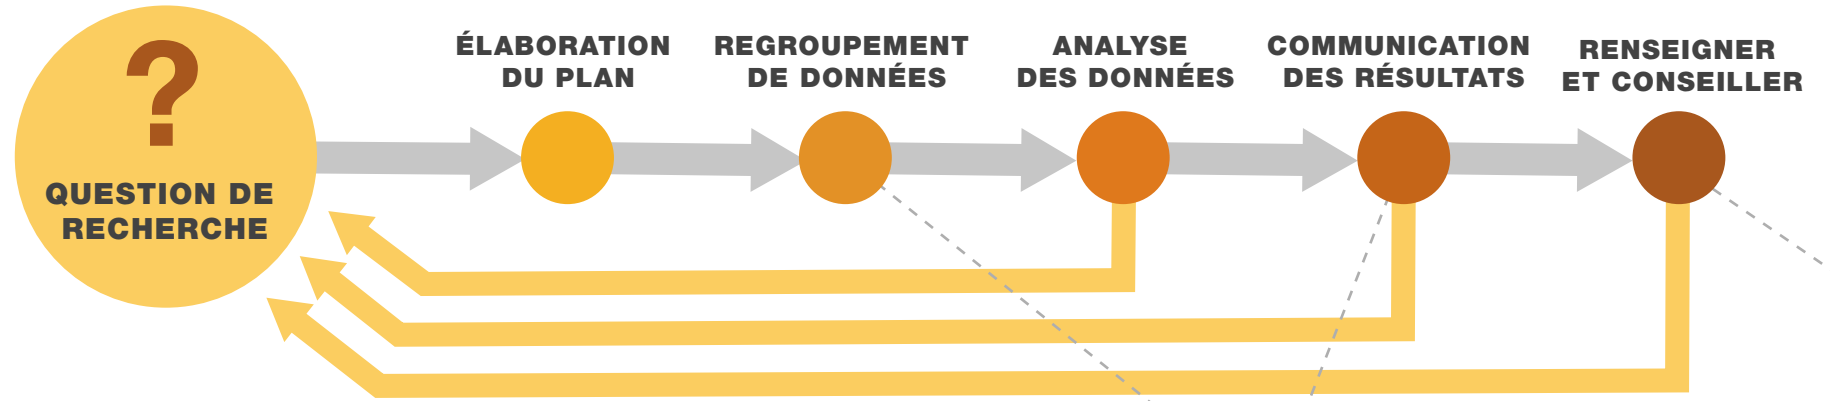 ?
QUESTION DE
RECHERCHE
ÉLABORATION
DU PLAN
REGROUPEMENT
DE DONNÉES
ANALYSE
DES DONNÉES
COMMUNICATION
DES RÉSULTATS
RENSEIGNER
ET CONSEILLER